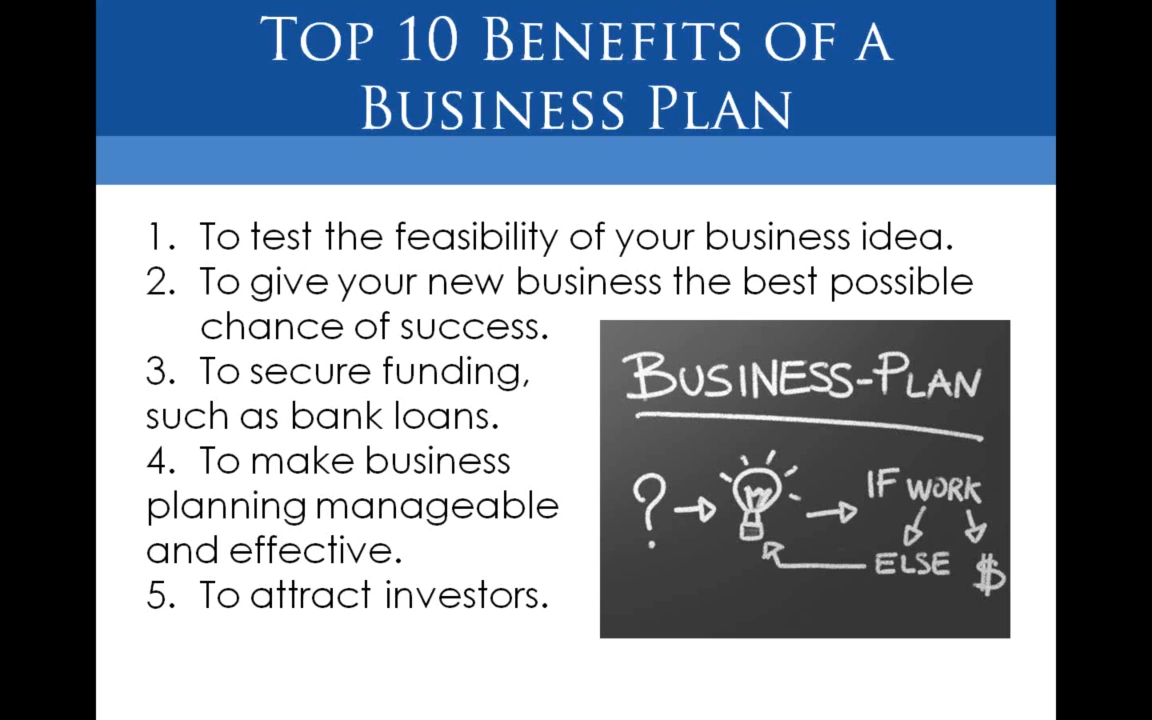 TOP 10 BENEFITS OF A
BUSINESS PLAN
1. To test the feasibility of your business idea.
2. To give your new business the best possible
chance of success.
3. To secure funding,
such as bank loans.
4. To make business
planning manageable
and effective.
5. To attract investors.
BUSINESS-PLAN
? IF WORK
ELSE $